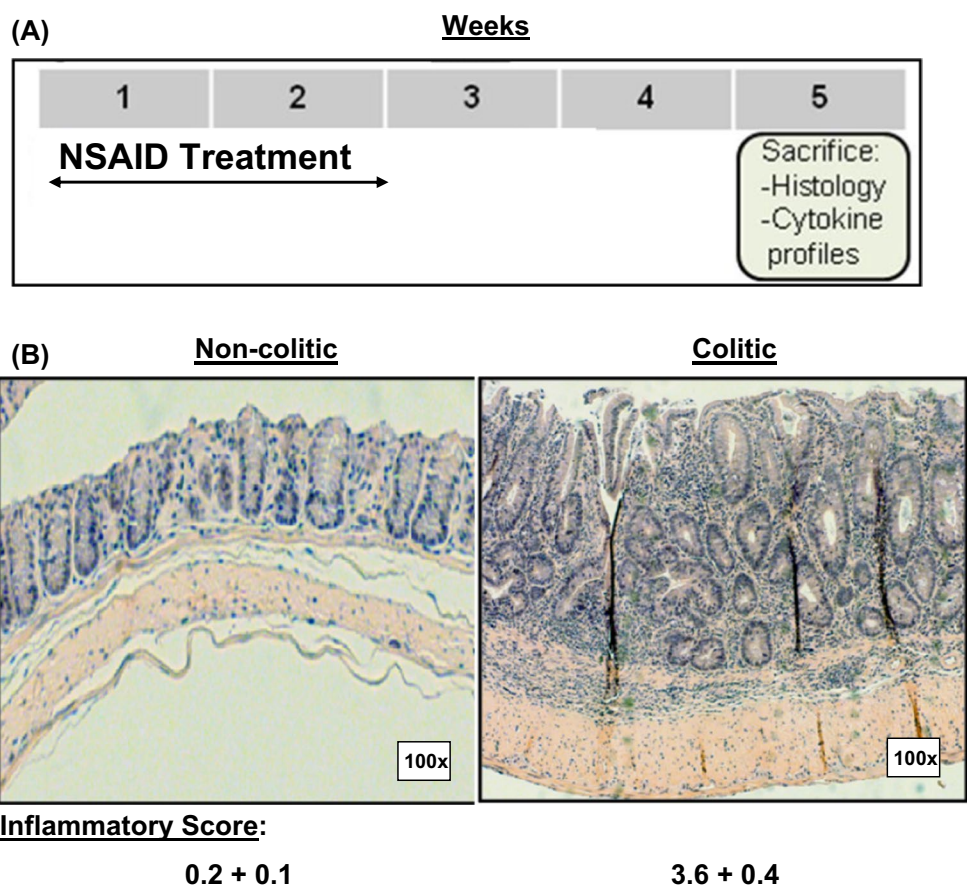 (A)
Weeks
1 2 3 4 5
NSAID Treatment
Sacrifice:
-Histology
-Cytokine
profiles
(B)
Non-colitic Colitic
100x 100x
Inflammatory Score:
0.2 + 0.1 3.6 + 0.4